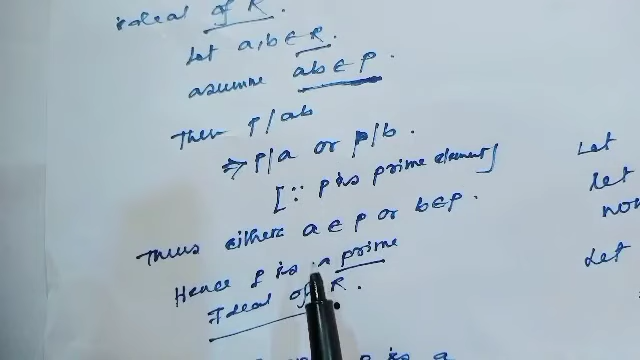 ideal of R.
Let a,b ∈ R.
assume ab ∈ P.
Then P/ab
⇒ P/a or P/b.
[∵ P is prime element]
Thus either a ∈ P or b ∈ P.
Hence P is a prime
Ideal of R.
Let
let
non
Let
is a